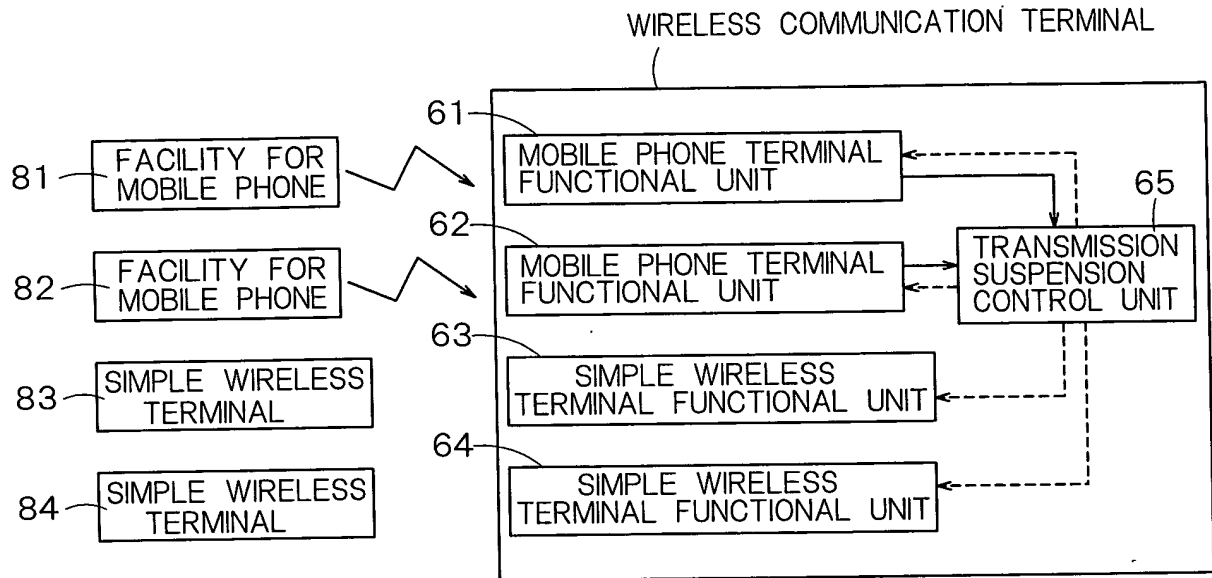 WIRELESS COMMUNICATION TERMINAL
81
FACILITY FOR
MOBILE PHONE
61
MOBILE PHONE TERMINAL
FUNCTIONAL UNIT
65
TRANSMISSION
SUSPENSION
CONTROL UNIT
82
FACILITY FOR
MOBILE PHONE
62
MOBILE PHONE TERMINAL
FUNCTIONAL UNIT
83
SIMPLE WIRELESS
TERMINAL
63
SIMPLE WIRELESS
TERMINAL FUNCTIONAL UNIT
84
SIMPLE WIRELESS
TERMINAL
64
SIMPLE WIRELESS
TERMINAL FUNCTIONAL UNIT